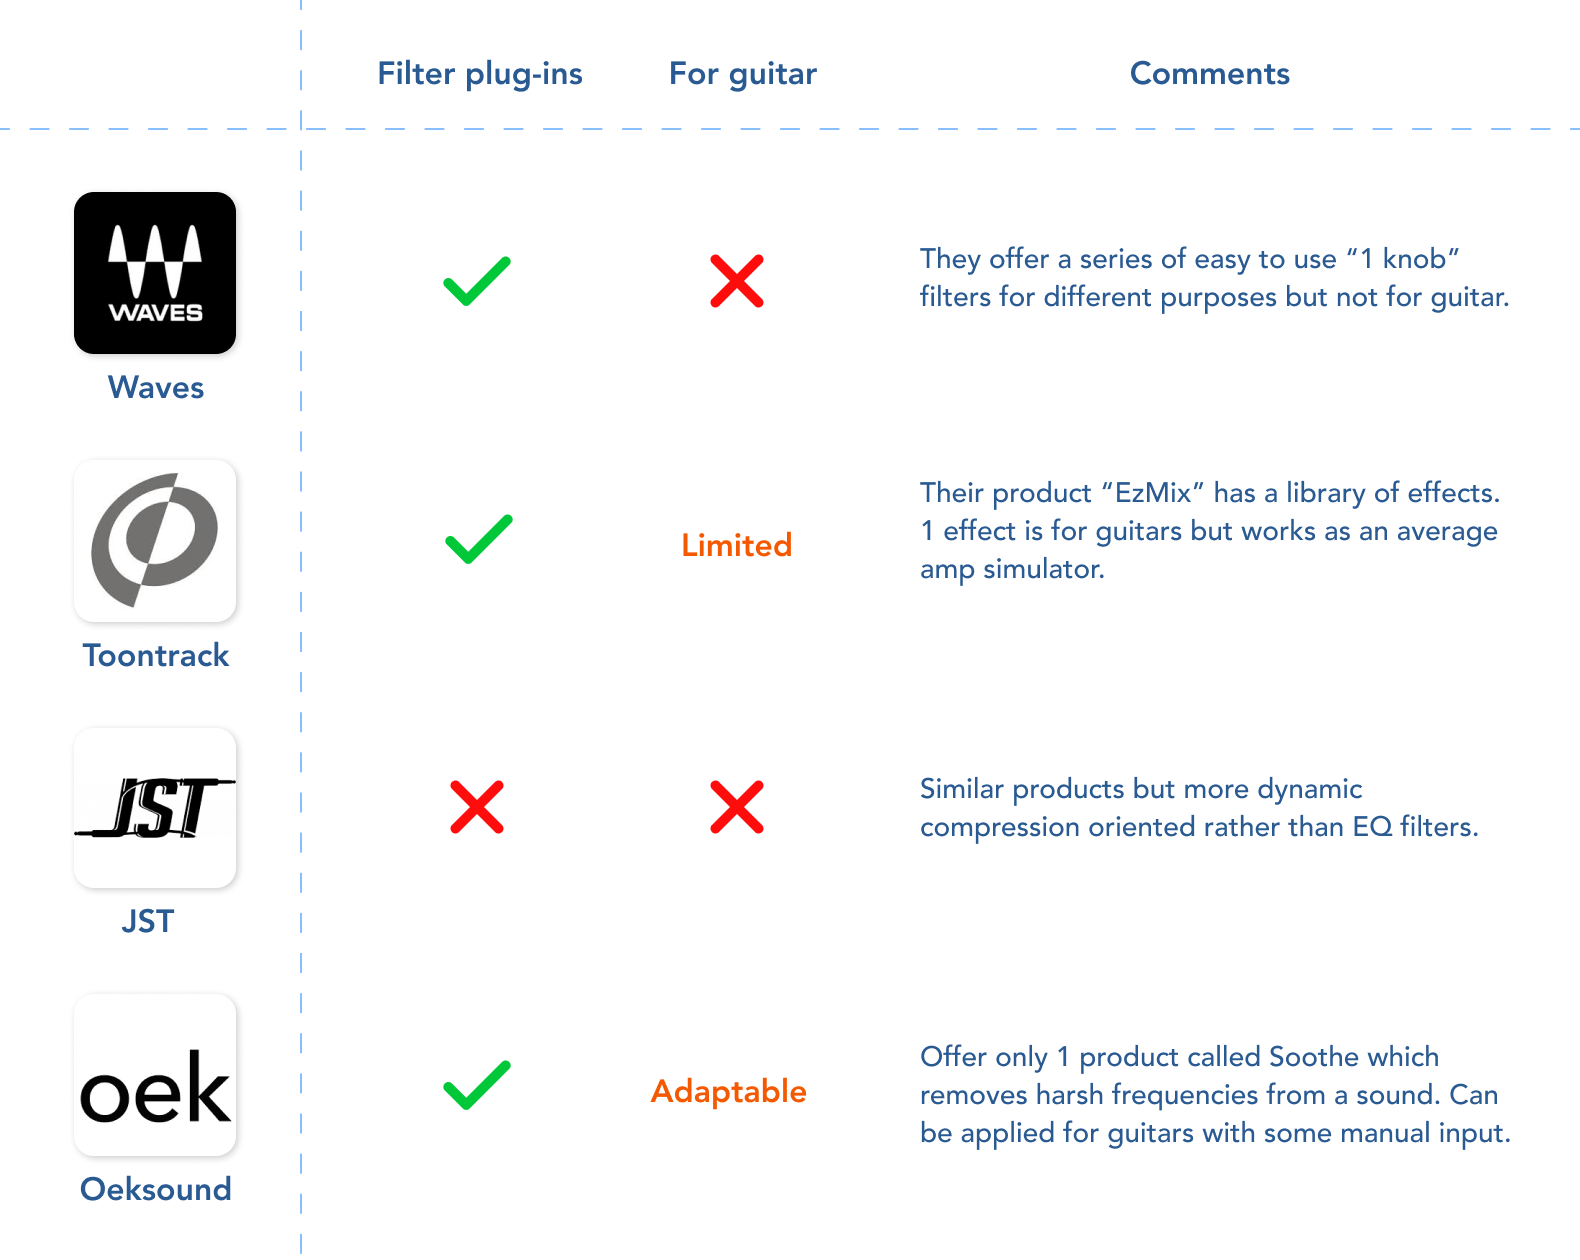 Filter plug-ins
For guitar
Comments
WAVES
Waves
They offer a series of easy to use “1 knob”
filters for different purposes but not for guitar.
Toontrack
Limited
Their product “EzMix” has a library of effects.
1 effect is for guitars but works as an average
amp simulator.
JST
JST
Similar products but more dynamic
compression oriented rather than EQ filters.
oek
Oeksound
Adaptable
Offer only 1 product called Soothe which
removes harsh frequencies from a sound. Can
be applied for guitars with some manual input.